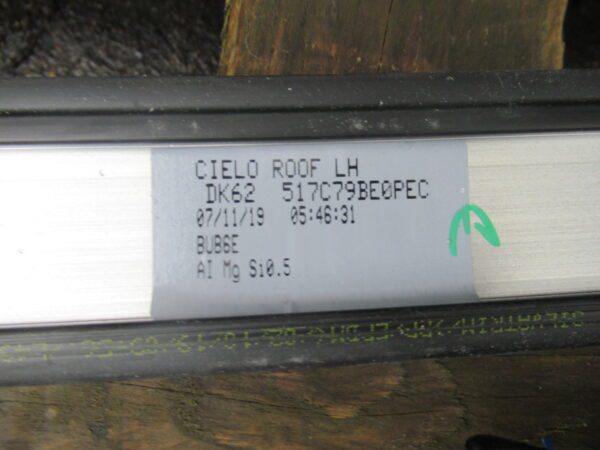 CIELO ROOF LH
DK62 517C79BE0PEC
07/11/19 05:46:31
BUB6E
Al Mg Si0.5